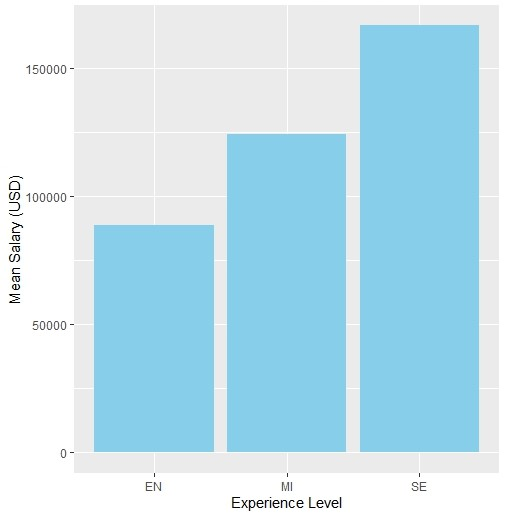 Mean Salary (USD)
150000
100000
50000
0
EN MI SE
Experience Level